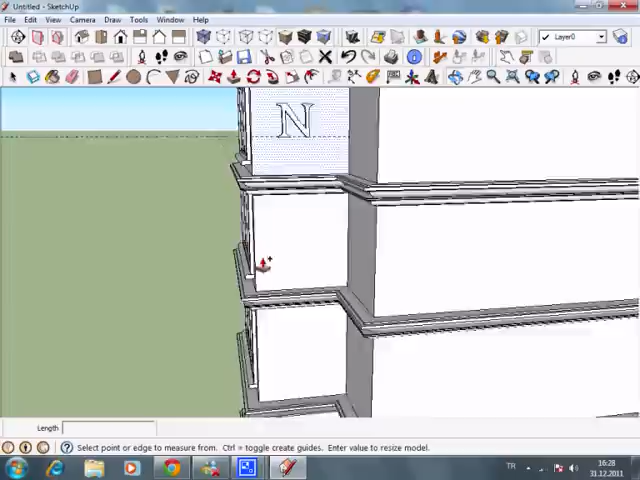 Untitled - SketchUp
File Edit View Camera Draw Tools Window Help
Layer0
N
Length
Select point or edge to measure from. Ctrl = toggle create guides. Enter value to resize model.
TR
16:28
31.12.2011